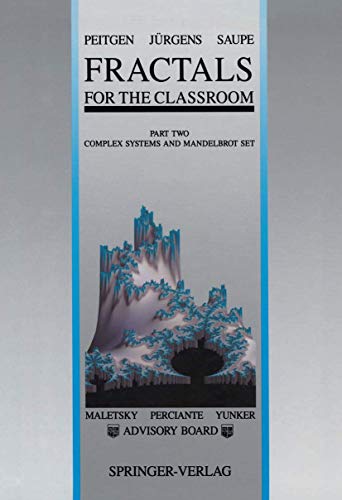 PEITGEN JÜRGENS SAUPE
FRACTALS
FOR THE CLASSROOM
PART TWO
COMPLEX SYSTEMS AND MANDELBROT SET
MALETSKY PERCIANTE YUNKER
ADVISORY BOARD
SPRINGER-VERLAG